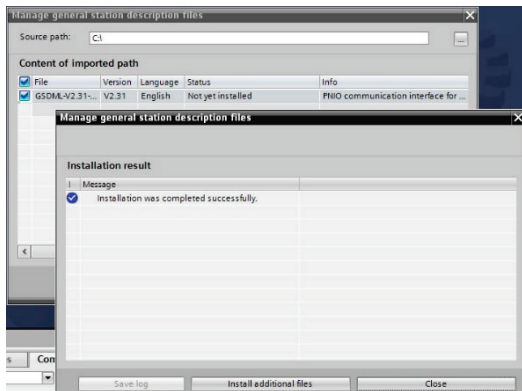 Manage general station description files
Source path: C:\
...
Content of imported path
File Version Language Status Info
GSDML-V2.31-... V2.31 English Not yet installed PNIO communication interface for ...
Manage general station description files
Installation result
! Message
Installation was completed successfully.
s Con
Save log Install additional files Close